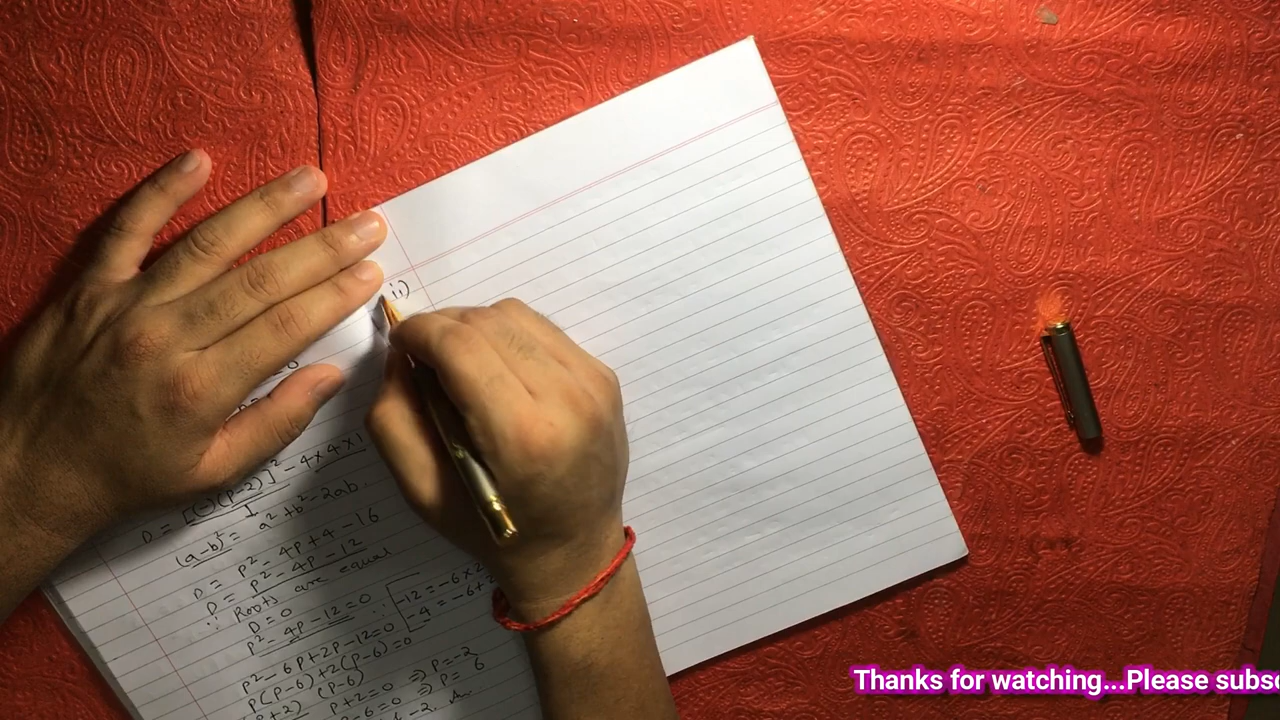 ii)
D = [(-)(P-2)]² - 4×4×1
(a-b)² = a²+b²-2ab.
D = P² - 4P+4 - 16
D = P² - 4P - 12
∴ Roots are equal
D = 0
P² - 4P - 12 = 0
-12 = -6×2
-4 = -6+2
P² - 6P + 2P - 12 = 0
P(P-6) + 2(P-6) = 0
(P+2) (P-6)
P+2 = 0 ⇒ P = -2
P-6 = 0 ⇒ P = 6
Thanks for watching...Please subsc